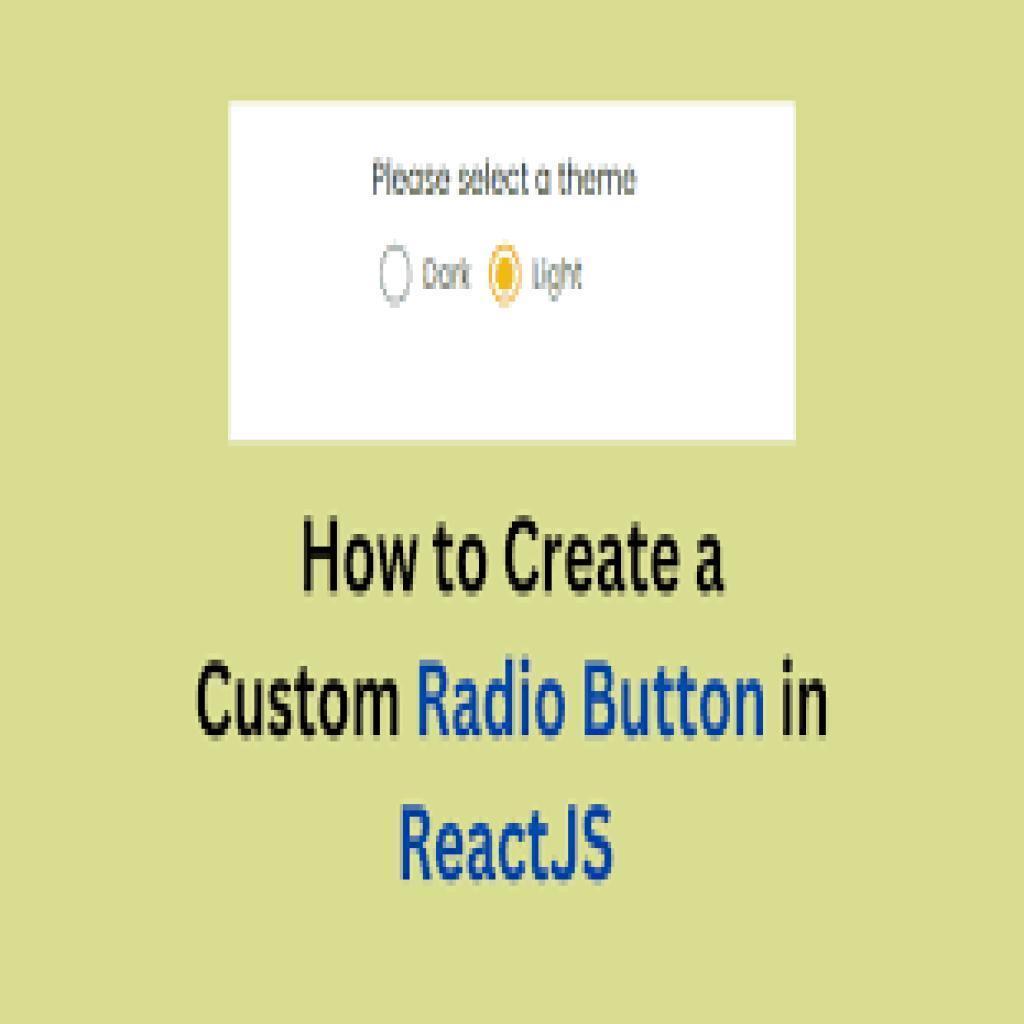 Please select a theme
Dark Light
How to Create a
Custom Radio Button in
ReactJS